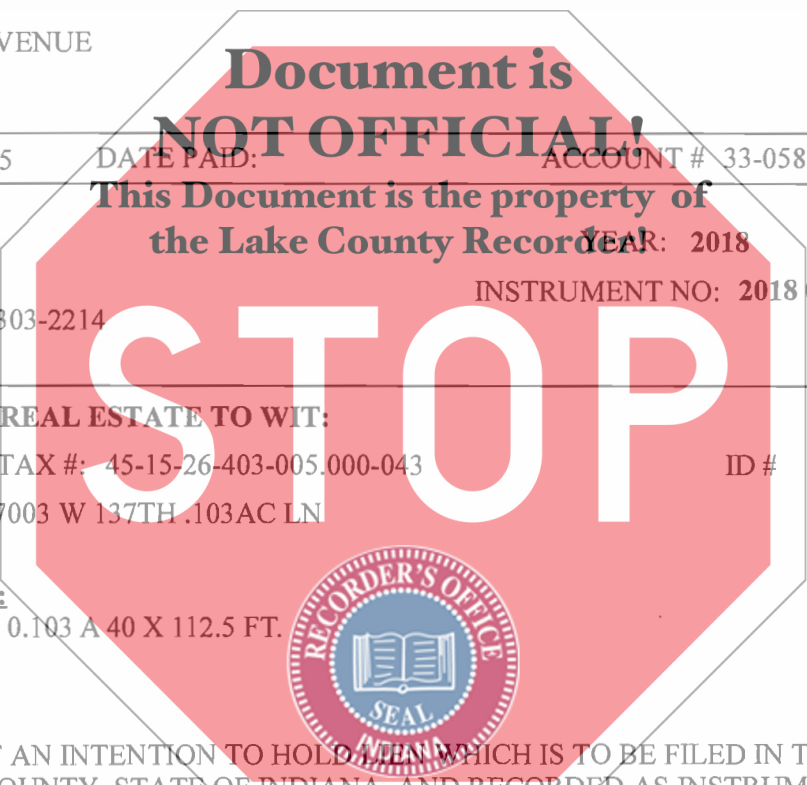 VENUE
Document is
NOT OFFICIAL!
5 DATE PAID: ACCOUNT # 33-058
This Document is the property of
the Lake County Recorder!
YEAR: 2018
INSTRUMENT NO: 2018
303-2214
STOP
REAL ESTATE TO WIT:
TAX #: 45-15-26-403-005.000-043 ID #
7003 W 137TH .103AC LN
0.103 A 40 X 112.5 FT.
RECORDER'S OFFICE
SEAL
INDIANA
AN INTENTION TO HOLD LIEN WHICH IS TO BE FILED IN T
OUNTY, STATE OF INDIANA, AND RECORDED AS INSTRUM